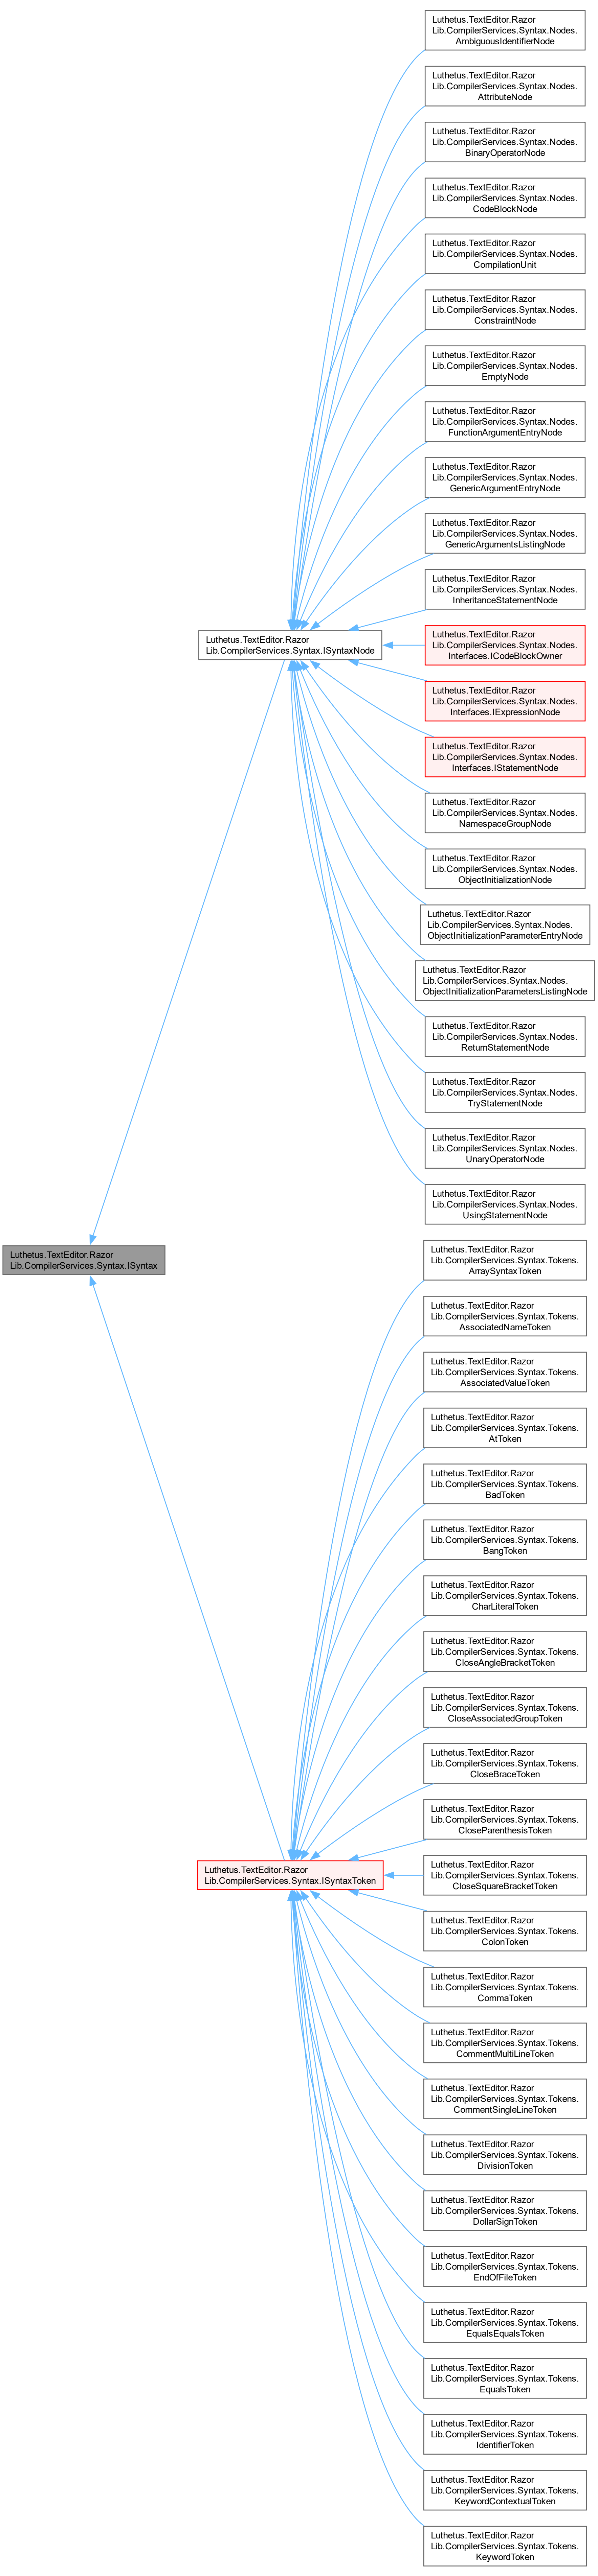 Luthetus.TextEditor.Razor
Lib.CompilerServices.Syntax.Nodes.
AmbiguousIdentifierNode
Luthetus.TextEditor.Razor
Lib.CompilerServices.Syntax.Nodes.
AttributeNode
Luthetus.TextEditor.Razor
Lib.CompilerServices.Syntax.Nodes.
BinaryOperatorNode
Luthetus.TextEditor.Razor
Lib.CompilerServices.Syntax.Nodes.
CodeBlockNode
Luthetus.TextEditor.Razor
Lib.CompilerServices.Syntax.Nodes.
CompilationUnit
Luthetus.TextEditor.Razor
Lib.CompilerServices.Syntax.Nodes.
ConstraintNode
Luthetus.TextEditor.Razor
Lib.CompilerServices.Syntax.Nodes.
EmptyNode
Luthetus.TextEditor.Razor
Lib.CompilerServices.Syntax.Nodes.
FunctionArgumentEntryNode
Luthetus.TextEditor.Razor
Lib.CompilerServices.Syntax.Nodes.
GenericArgumentEntryNode
Luthetus.TextEditor.Razor
Lib.CompilerServices.Syntax.Nodes.
GenericArgumentsListingNode
Luthetus.TextEditor.Razor
Lib.CompilerServices.Syntax.Nodes.
InheritanceStatementNode
Luthetus.TextEditor.Razor
Lib.CompilerServices.Syntax.ISyntaxNode
Luthetus.TextEditor.Razor
Lib.CompilerServices.Syntax.Nodes.
Interfaces.ICodeBlockOwner
Luthetus.TextEditor.Razor
Lib.CompilerServices.Syntax.Nodes.
Interfaces.IExpressionNode
Luthetus.TextEditor.Razor
Lib.CompilerServices.Syntax.Nodes.
Interfaces.IStatementNode
Luthetus.TextEditor.Razor
Lib.CompilerServices.Syntax.Nodes.
NamespaceGroupNode
Luthetus.TextEditor.Razor
Lib.CompilerServices.Syntax.Nodes.
ObjectInitializationNode
Luthetus.TextEditor.Razor
Lib.CompilerServices.Syntax.Nodes.
ObjectInitializationParameterEntryNode
Luthetus.TextEditor.Razor
Lib.CompilerServices.Syntax.Nodes.
ObjectInitializationParametersListingNode
Luthetus.TextEditor.Razor
Lib.CompilerServices.Syntax.Nodes.
ReturnStatementNode
Luthetus.TextEditor.Razor
Lib.CompilerServices.Syntax.Nodes.
TryStatementNode
Luthetus.TextEditor.Razor
Lib.CompilerServices.Syntax.Nodes.
UnaryOperatorNode
Luthetus.TextEditor.Razor
Lib.CompilerServices.Syntax.Nodes.
UsingStatementNode
Luthetus.TextEditor.Razor
Lib.CompilerServices.Syntax.ISyntax
Luthetus.TextEditor.Razor
Lib.CompilerServices.Syntax.Tokens.
ArraySyntaxToken
Luthetus.TextEditor.Razor
Lib.CompilerServices.Syntax.Tokens.
AssociatedNameToken
Luthetus.TextEditor.Razor
Lib.CompilerServices.Syntax.Tokens.
AssociatedValueToken
Luthetus.TextEditor.Razor
Lib.CompilerServices.Syntax.Tokens.
AtToken
Luthetus.TextEditor.Razor
Lib.CompilerServices.Syntax.Tokens.
BadToken
Luthetus.TextEditor.Razor
Lib.CompilerServices.Syntax.Tokens.
BangToken
Luthetus.TextEditor.Razor
Lib.CompilerServices.Syntax.Tokens.
CharLiteralToken
Luthetus.TextEditor.Razor
Lib.CompilerServices.Syntax.Tokens.
CloseAngleBracketToken
Luthetus.TextEditor.Razor
Lib.CompilerServices.Syntax.Tokens.
CloseAssociatedGroupToken
Luthetus.TextEditor.Razor
Lib.CompilerServices.Syntax.Tokens.
CloseBraceToken
Luthetus.TextEditor.Razor
Lib.CompilerServices.Syntax.Tokens.
CloseParenthesisToken
Luthetus.TextEditor.Razor
Lib.CompilerServices.Syntax.ISyntaxToken
Luthetus.TextEditor.Razor
Lib.CompilerServices.Syntax.Tokens.
CloseSquareBracketToken
Luthetus.TextEditor.Razor
Lib.CompilerServices.Syntax.Tokens.
ColonToken
Luthetus.TextEditor.Razor
Lib.CompilerServices.Syntax.Tokens.
CommaToken
Luthetus.TextEditor.Razor
Lib.CompilerServices.Syntax.Tokens.
CommentMultiLineToken
Luthetus.TextEditor.Razor
Lib.CompilerServices.Syntax.Tokens.
CommentSingleLineToken
Luthetus.TextEditor.Razor
Lib.CompilerServices.Syntax.Tokens.
DivisionToken
Luthetus.TextEditor.Razor
Lib.CompilerServices.Syntax.Tokens.
DollarSignToken
Luthetus.TextEditor.Razor
Lib.CompilerServices.Syntax.Tokens.
EndOfFileToken
Luthetus.TextEditor.Razor
Lib.CompilerServices.Syntax.Tokens.
EqualsEqualsToken
Luthetus.TextEditor.Razor
Lib.CompilerServices.Syntax.Tokens.
EqualsToken
Luthetus.TextEditor.Razor
Lib.CompilerServices.Syntax.Tokens.
IdentifierToken
Luthetus.TextEditor.Razor
Lib.CompilerServices.Syntax.Tokens.
KeywordContextualToken
Luthetus.TextEditor.Razor
Lib.CompilerServices.Syntax.Tokens.
KeywordToken